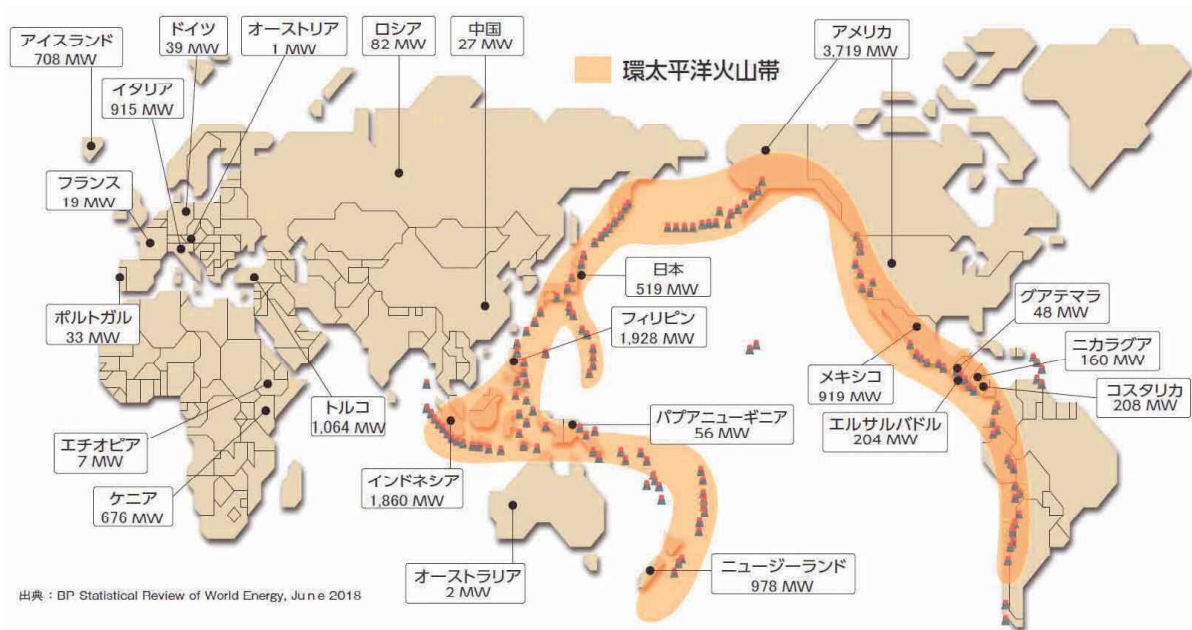 アイスランド
708 MW
ドイツ
39 MW
オーストリア
1 MW
ロシア
82 MW
中国
27 MW
アメリカ
3,719 MW
イタリア
915 MW
環太平洋火山帯
フランス
19 MW
日本
519 MW
グアテマラ
48 MW
ポルトガル
33 MW
フィリピン
1,928 MW
ニカラグア
160 MW
メキシコ
919 MW
コスタリカ
208 MW
トルコ
1,064 MW
パプアニューギニア
56 MW
エルサルバドル
204 MW
エチオピア
7 MW
インドネシア
1,860 MW
ケニア
676 MW
オーストラリア
2 MW
ニュージーランド
978 MW
出典：BP Statistical Review of World Energy, June 2018